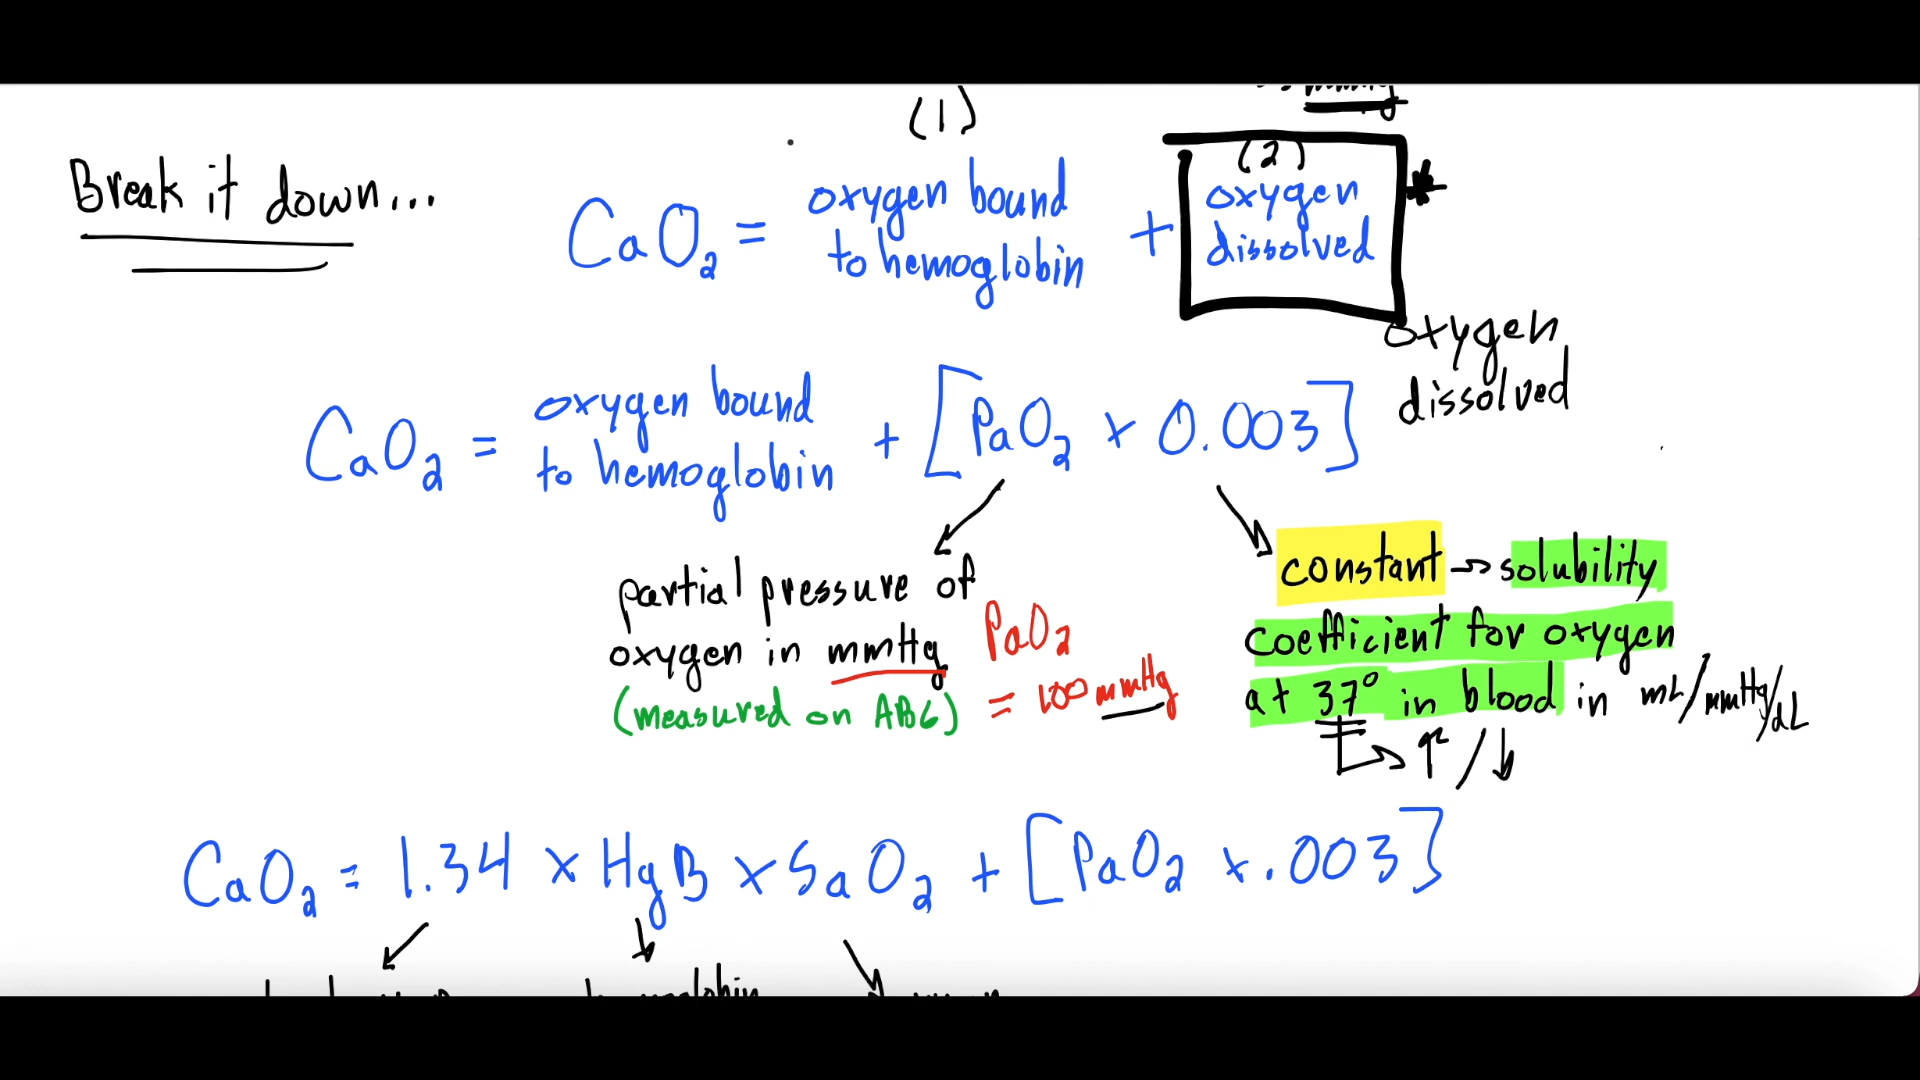 (1)
mmHg
(2)
Break it down...
CaO2 = oxygen bound to hemoglobin + oxygen dissolved *
oxygen dissolved
CaO2 = oxygen bound to hemoglobin + [PaO2 x 0.003]
partial pressure of
oxygen in mmHg
(measured on ABG)
PaO2
= 100 mmHg
constant → solubility
coefficient for oxygen
at 37° in blood in mL/mmHg/dL
↑/↓
CaO2 = 1.34 x HgB x SaO2 + [PaO2 x .003]